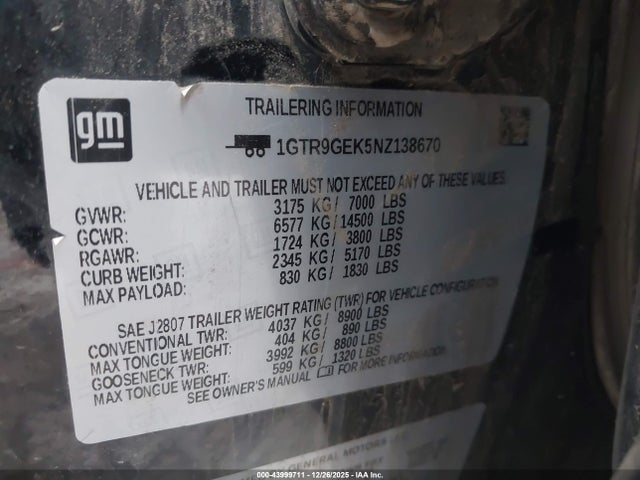 gm
TRAILERING INFORMATION
1GTR9GEK5NZ138670
VEHICLE AND TRAILER MUST NOT EXCEED ANY OF THESE VALUES.
GVWR: 3175 KG / 7000 LBS
GCWR: 6577 KG / 14500 LBS
RGAWR: 1724 KG / 3800 LBS
CURB WEIGHT: 2345 KG / 5170 LBS
MAX PAYLOAD: 830 KG / 1830 LBS
SAE J2807 TRAILER WEIGHT RATING (TWR) FOR VEHICLE CONFIGURATION
CONVENTIONAL TWR: 4037 KG / 8900 LBS
MAX TONGUE WEIGHT: 404 KG / 890 LBS
GOOSENECK TWR: 3992 KG / 8800 LBS
MAX TONGUE WEIGHT: 599 KG / 1320 LBS
SEE OWNER'S MANUAL FOR MORE INFORMATION
GENERAL MOTORS
000-43999711 - 12/26/2025 - IAAI.COM